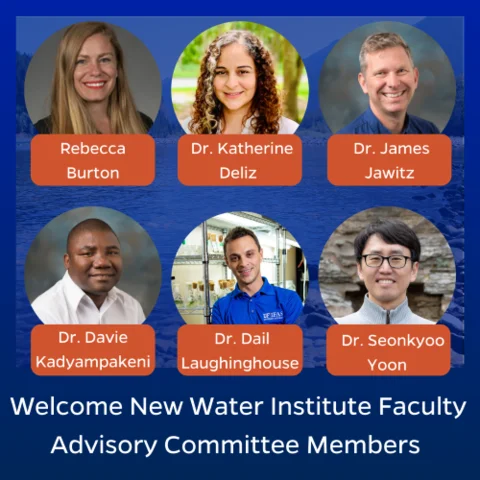 Rebecca
Burton
Dr. Katherine
Deliz
Dr. James
Jawitz
Dr. Davie
Kadyampakeni
Dr. Dail
Laughinghouse
Dr. Seonkyoo
Yoon
Welcome New Water Institute Faculty
Advisory Committee Members